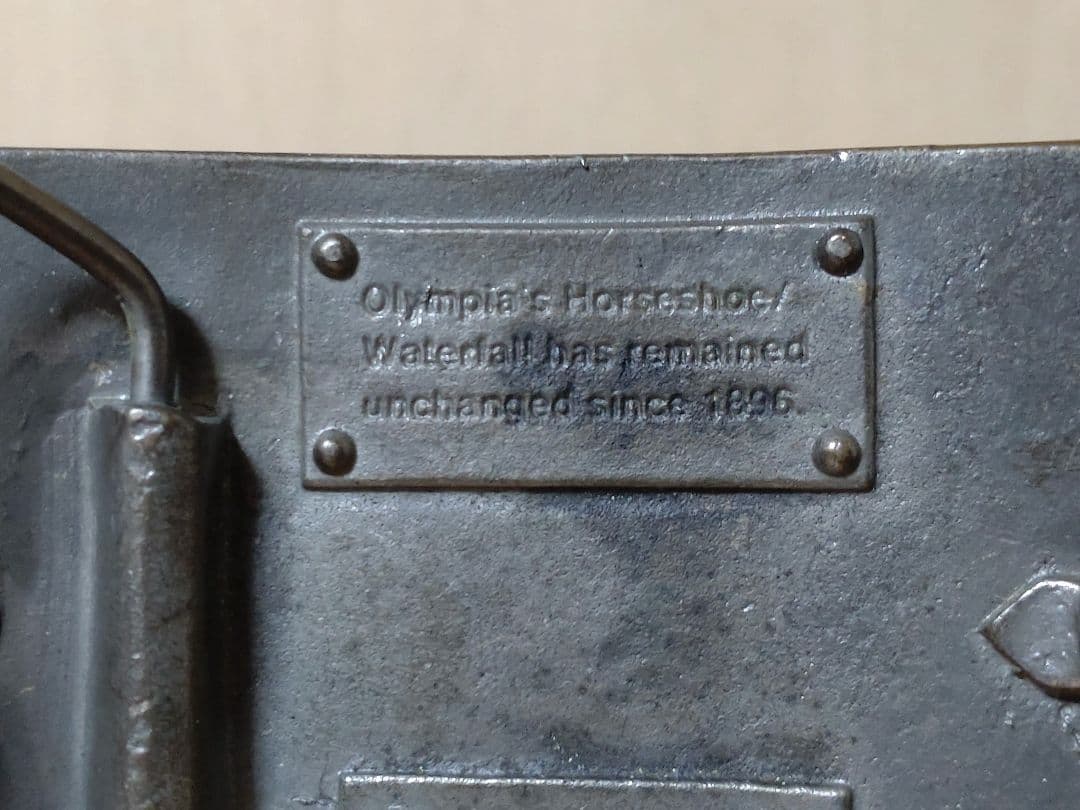 Olympia's Horseshoe/
Waterfall has remained
unchanged since 1896.